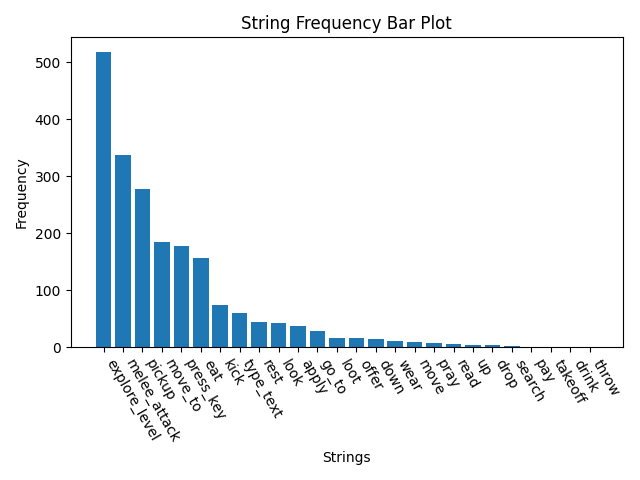 String Frequency Bar Plot
Frequency
500
400
300
200
100
0
explore_level
melee_attack
pickup
move_to
press_key
eat
kick
type_text
rest
look
apply
go_to
loot
offer
down
wear
move
pray
read
up
drop
search
pay
takeoff
drink
throw
Strings